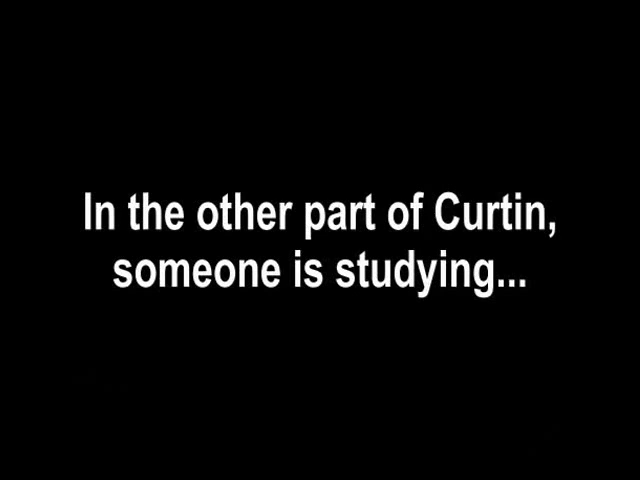 In the other part of Curtin,
someone is studying...